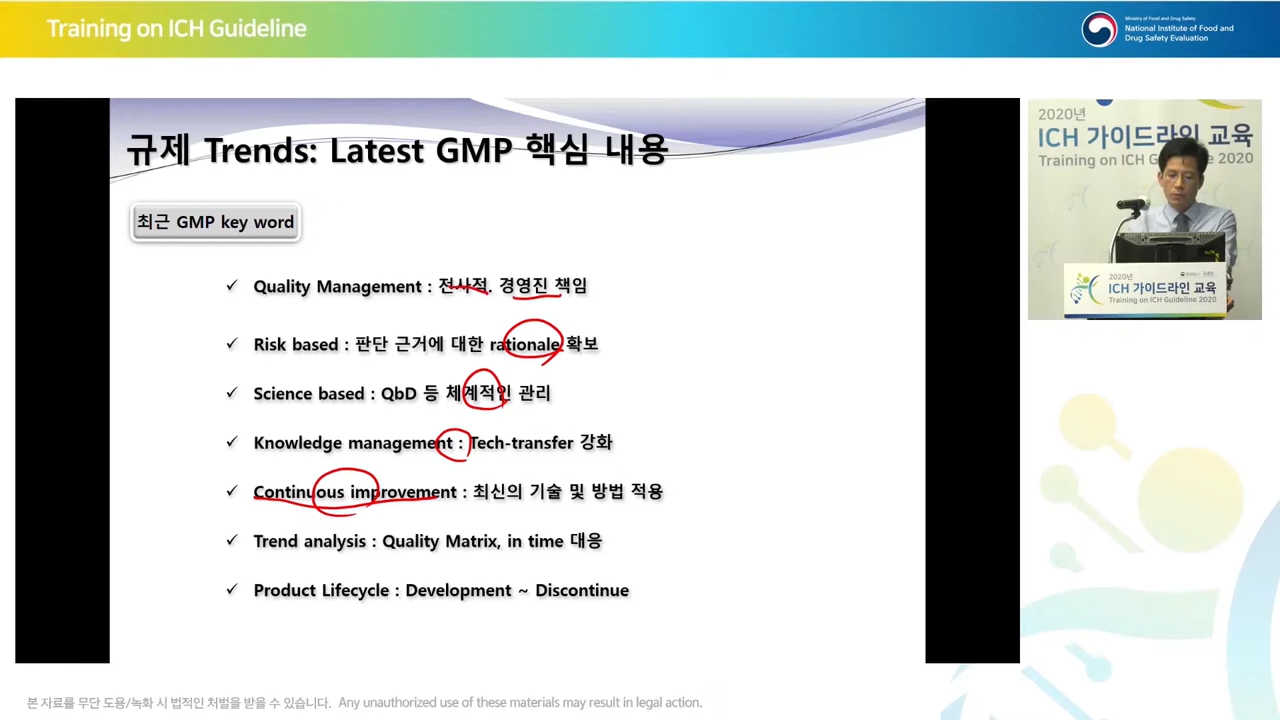 Training on ICH Guideline
Ministry of Food and Drug Safety
National Institute of Food and
Drug Safety Evaluation
규제 Trends: Latest GMP 핵심 내용
최근 GMP key word
✓ Quality Management : 전사적. 경영진 책임
✓ Risk based : 판단 근거에 대한 rationale 확보
✓ Science based : QbD 등 체계적인 관리
✓ Knowledge management : Tech-transfer 강화
✓ Continuous improvement : 최신의 기술 및 방법 적용
✓ Trend analysis : Quality Matrix, in time 대응
✓ Product Lifecycle : Development ~ Discontinue
2020년
ICH 가이드라인 교육
Training on ICH Guideline 2020
2020년
ICH 가이드라인 교육
Training on ICH Guideline 2020
본 자료를 무단 도용/녹화 시 법적인 처벌을 받을 수 있습니다. Any unauthorized use of these materials may result in legal action.